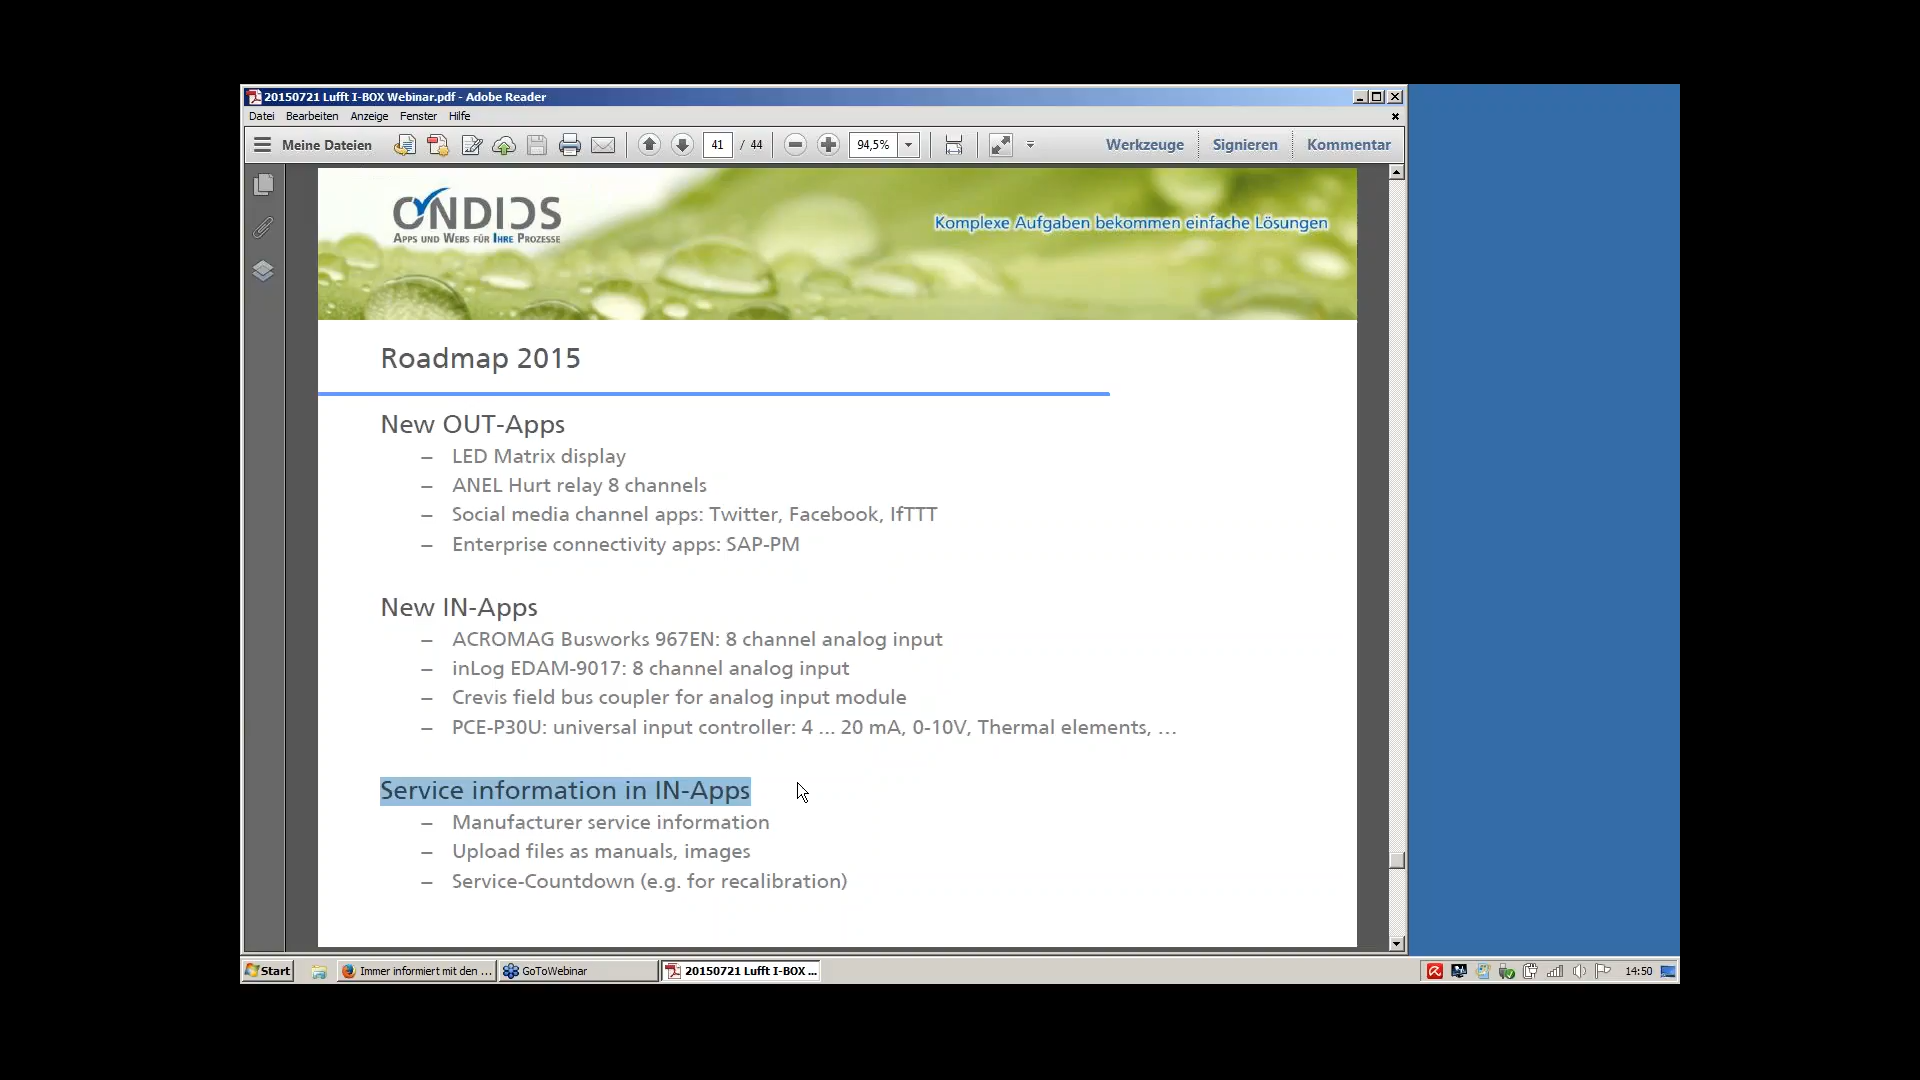 20150721 Lufft I-BOX Webinar.pdf - Adobe Reader
Datei Bearbeiten Anzeige Fenster Hilfe
Meine Dateien 41 / 44 94,5% Werkzeuge Signieren Kommentar
CONDICOS
APPS UND WEBS FÜR IHRE PROZESSE
Komplexe Aufgaben bekommen einfache Lösungen
Roadmap 2015
New OUT-Apps
– LED Matrix display
– ANEL Hurt relay 8 channels
– Social media channel apps: Twitter, Facebook, IfTTT
– Enterprise connectivity apps: SAP-PM
New IN-Apps
– ACROMAG Busworks 967EN: 8 channel analog input
– inLog EDAM-9017: 8 channel analog input
– Crevis field bus coupler for analog input module
– PCE-P30U: universal input controller: 4 ... 20 mA, 0-10V, Thermal elements, ...
Service information in IN-Apps
– Manufacturer service information
– Upload files as manuals, images
– Service-Countdown (e.g. for recalibration)
Start Immer informiert mit den ... GoToWebinar 20150721 Lufft I-BOX ... 14:50